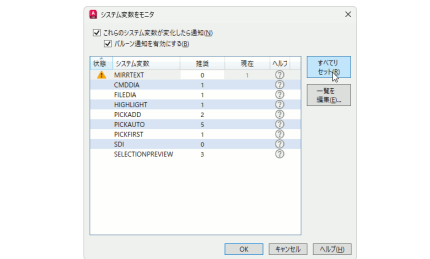 システム変数をモニタ
これらのシステム変数が変化したら通知(N)
バルーン通知を有効にする(B)
状態 システム変数 推奨 現在 ヘルプ
MIRRTEXT 0 1
CMDDIA 1
FILEDIA 1
HIGHLIGHT 1
PICKADD 2
PICKAUTO 5
PICKFIRST 1
SDI 0
SELECTIONPREVIEW 3
すべてリ
セット(R)
一覧を
編集(E)...
OK キャンセル ヘルプ(H)